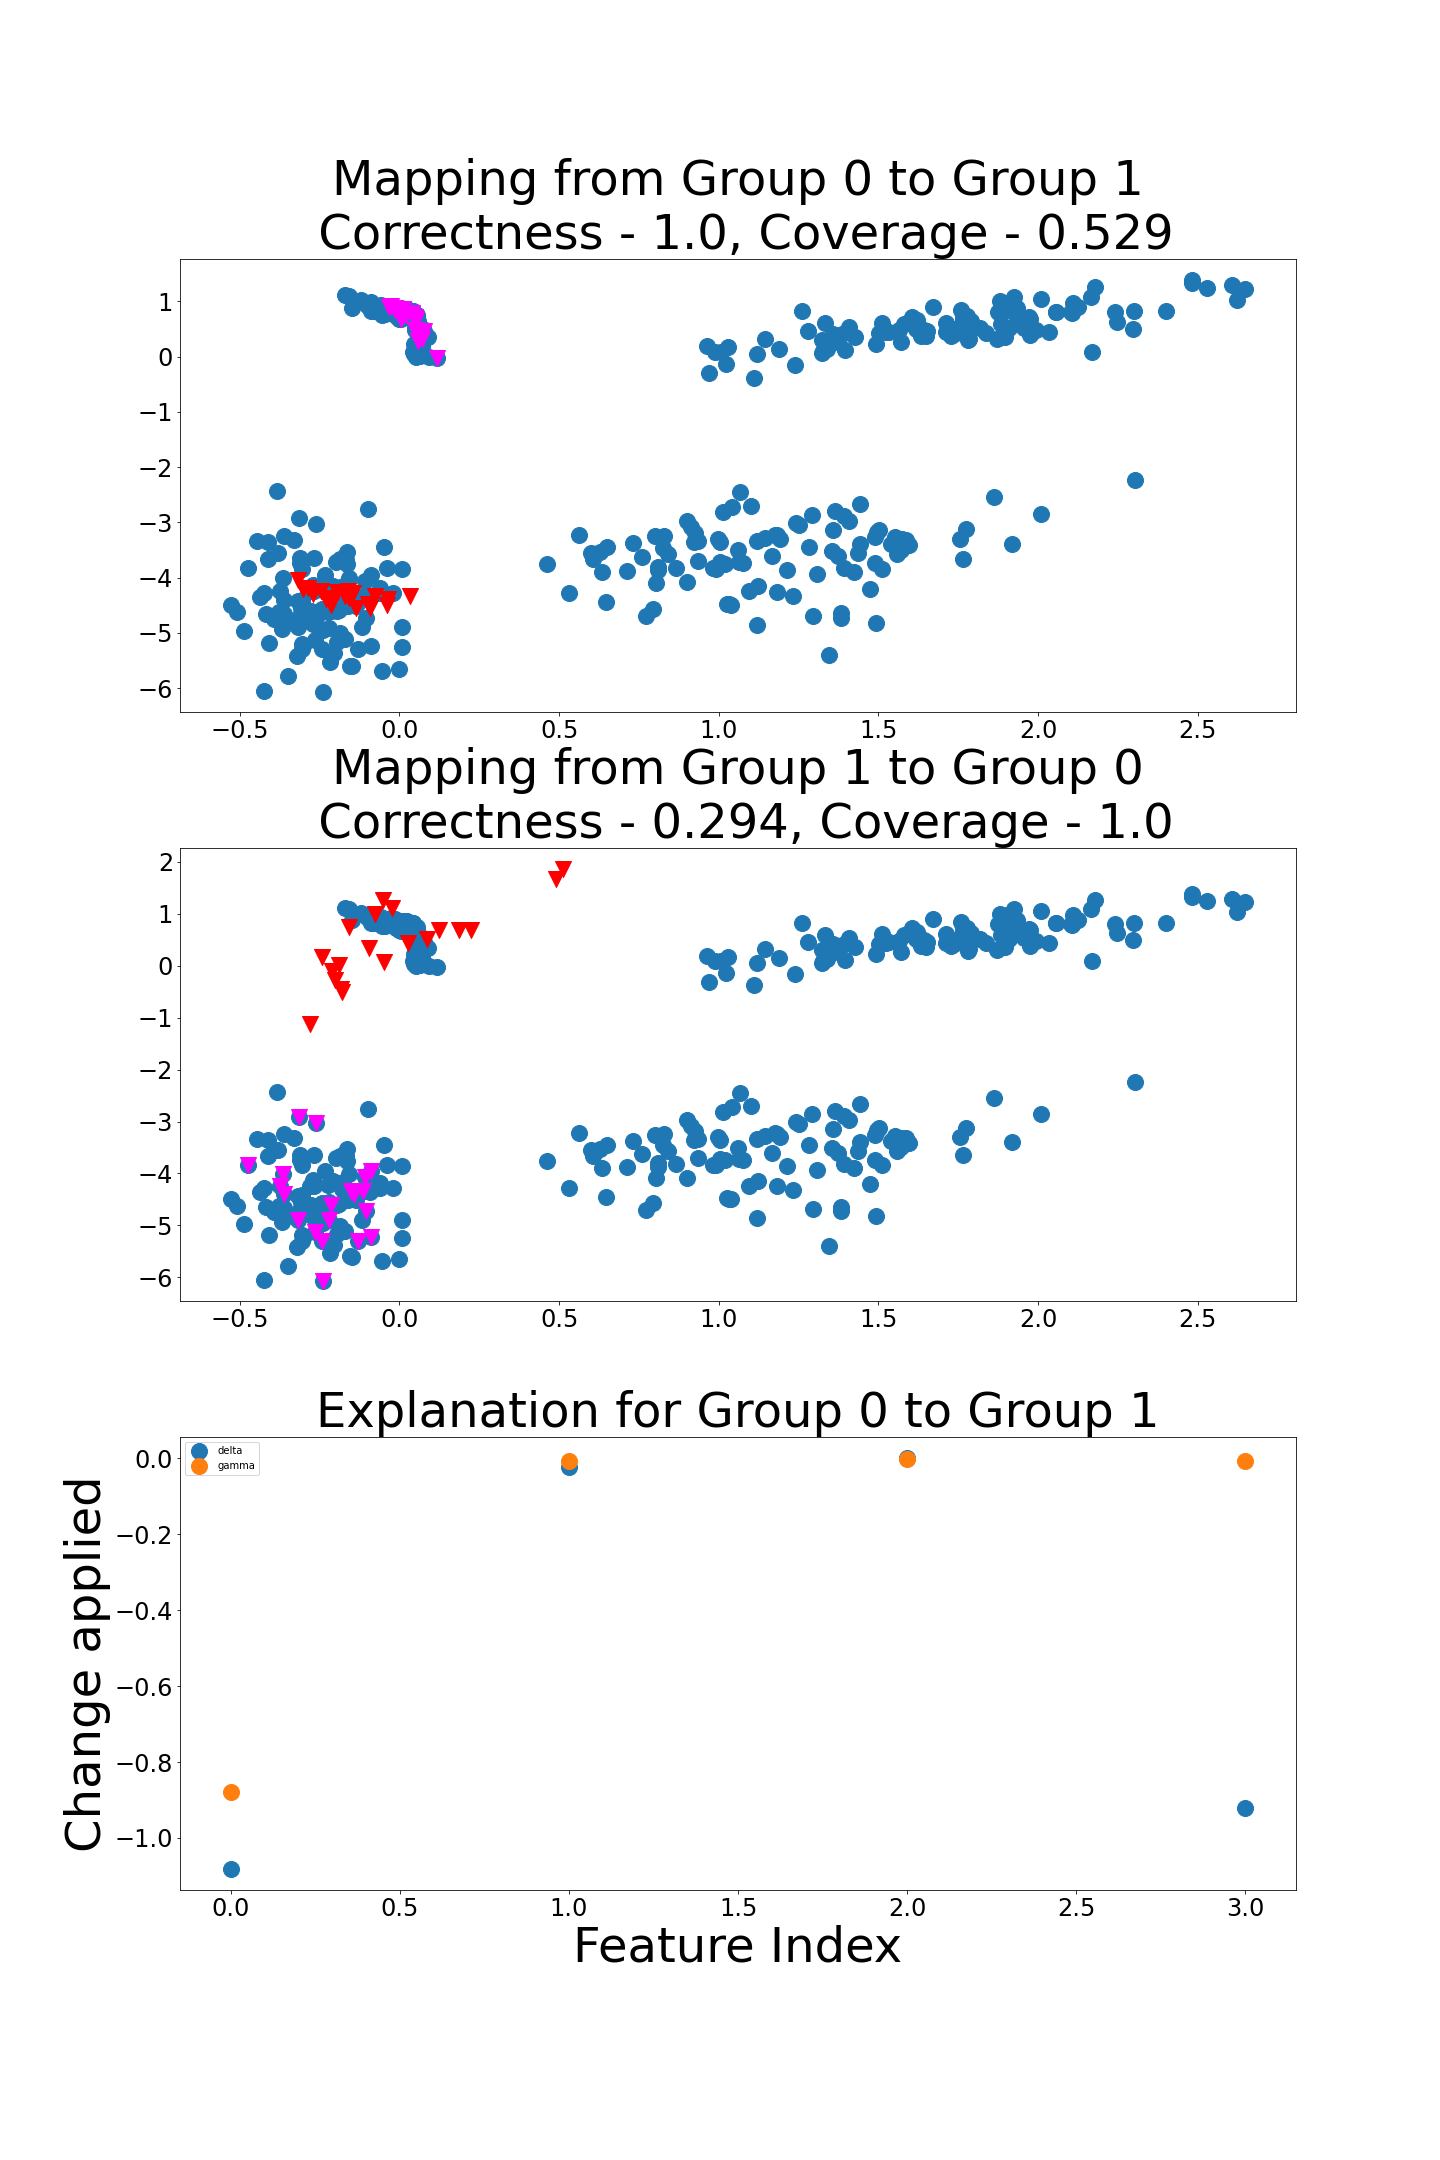 Mapping from Group 0 to Group 1
Correctness - 1.0, Coverage - 0.529
1
0
−1
−2
−3
−4
−5
−6
−0.5 0.0 0.5 1.0 1.5 2.0 2.5
Mapping from Group 1 to Group 0
Correctness - 0.294, Coverage - 1.0
2
1
0
−1
−2
−3
−4
−5
−6
−0.5 0.0 0.5 1.0 1.5 2.0 2.5
Explanation for Group 0 to Group 1
delta
gamma
Change applied
0.0
−0.2
−0.4
−0.6
−0.8
−1.0
0.0 0.5 1.0 1.5 2.0 2.5 3.0
Feature Index